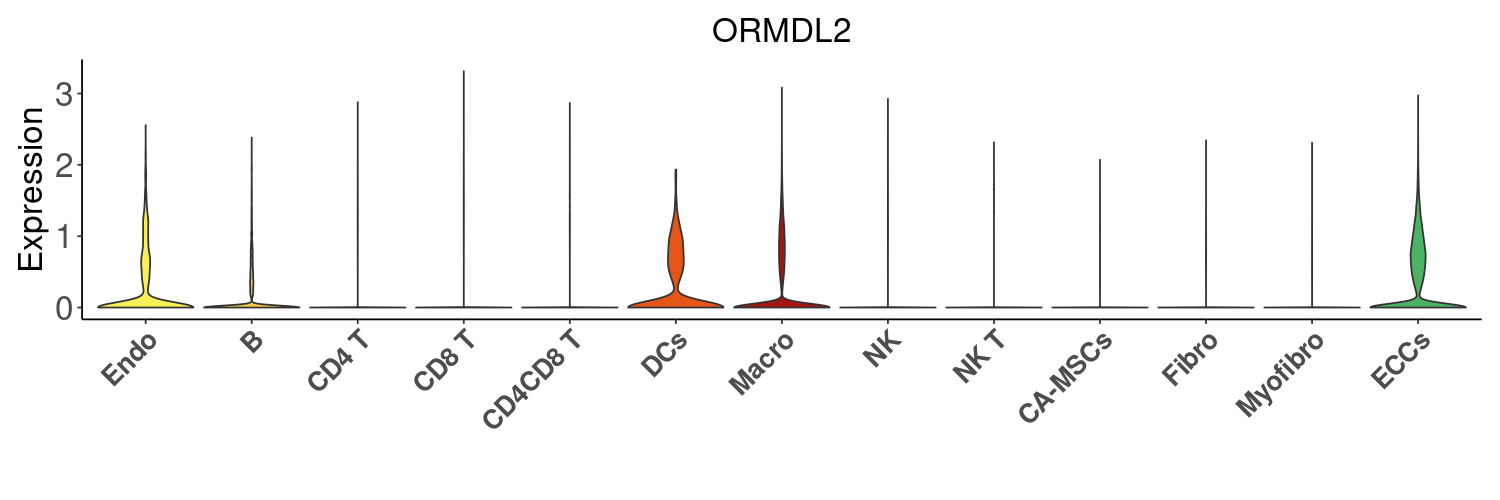 ORMDL2
Expression
3
2
1
0
Endo
B
CD4 T
CD8 T
CD4CD8 T
DCs
Macro
NK
NK T
CA-MSCs
Fibro
Myofibro
ECCs